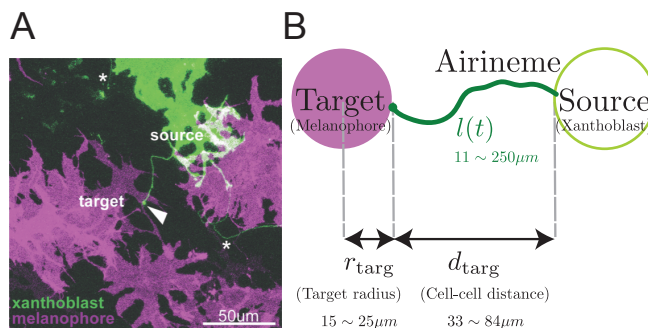 A
*
source
target
*
xanthoblast
melanophore
50um
B
Airineme
Target
(Melanophore)
Source
(Xanthoblast)
l(t)
11 ~ 250μm
r_targ
d_targ
(Target radius)
(Cell-cell distance)
15 ~ 25μm
33 ~ 84μm